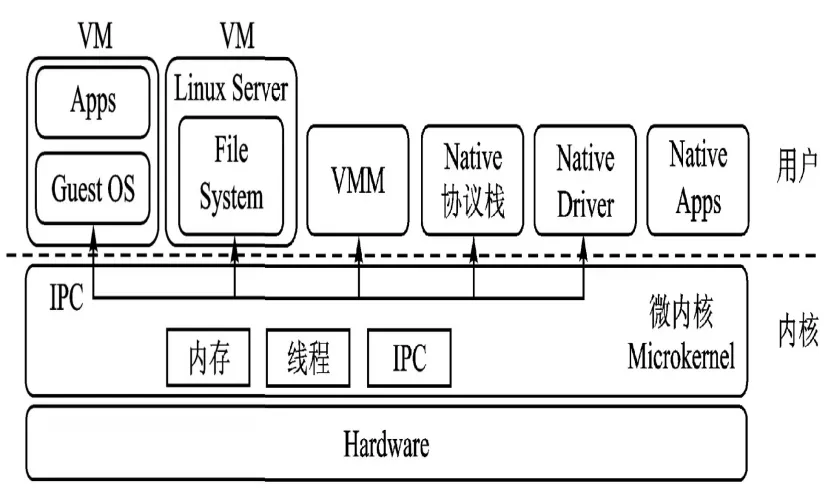 VM
VM
Apps
Guest OS
Linux Server
File
System
VMM
Native
协议栈
Native
Driver
Native
Apps
用户
IPC
内存
线程
IPC
微内核
Microkernel
内核
Hardware